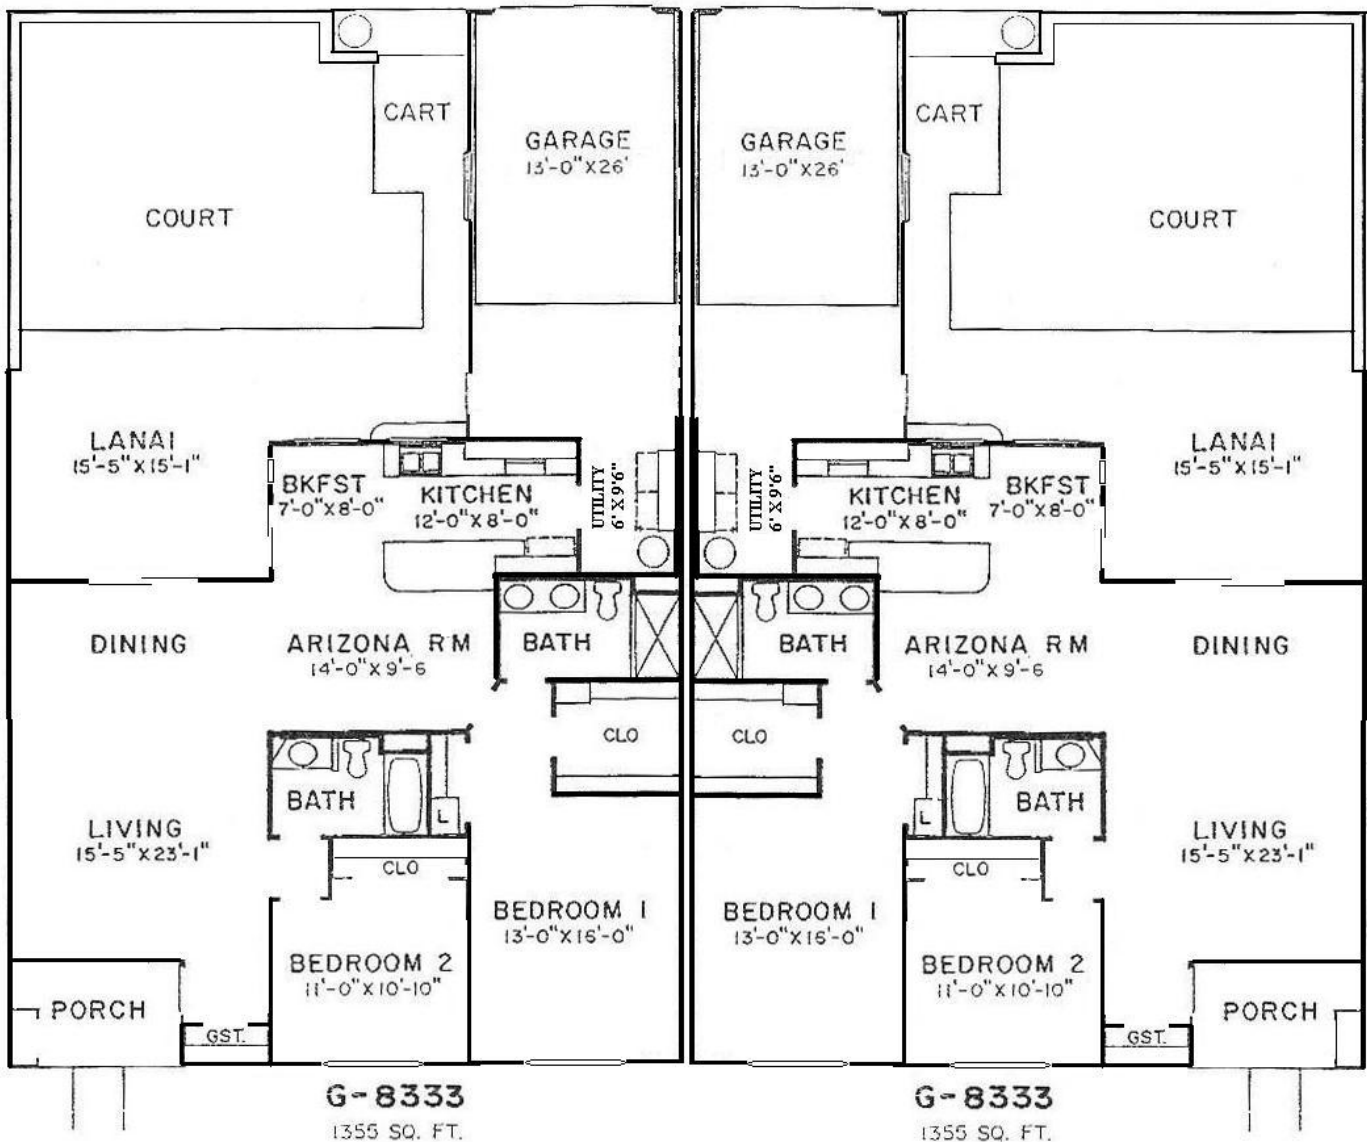 CART
GARAGE
13'-0"X26'
COURT
LANAI
15'-5"X15'-1"
BKFST
7'-0"X8'-0"
KITCHEN
12'-0"X8'-0"
UTILITY
6' X 9'6"
DINING
ARIZONA RM
14'-0"X9'-6
BATH
CLO
BATH
L
LIVING
15'-5"X23'-1"
CLO
BEDROOM 1
13'-0"X16'-0"
BEDROOM 2
11'-0"X10'-10"
PORCH
GST.
G-8333
1355 SQ. FT.
GARAGE
13'-0"X26'
CART
COURT
UTILITY
6' X 9'6"
KITCHEN
12'-0"X8'-0"
BKFST
7'-0"X8'-0"
LANAI
15'-5"X15'-1"
BATH
ARIZONA RM
14'-0"X9'-6
DINING
CLO
L
BATH
LIVING
15'-5"X23'-1"
CLO
BEDROOM 1
13'-0"X16'-0"
BEDROOM 2
11'-0"X10'-10"
PORCH
GST.
G-8333
1355 SQ. FT.